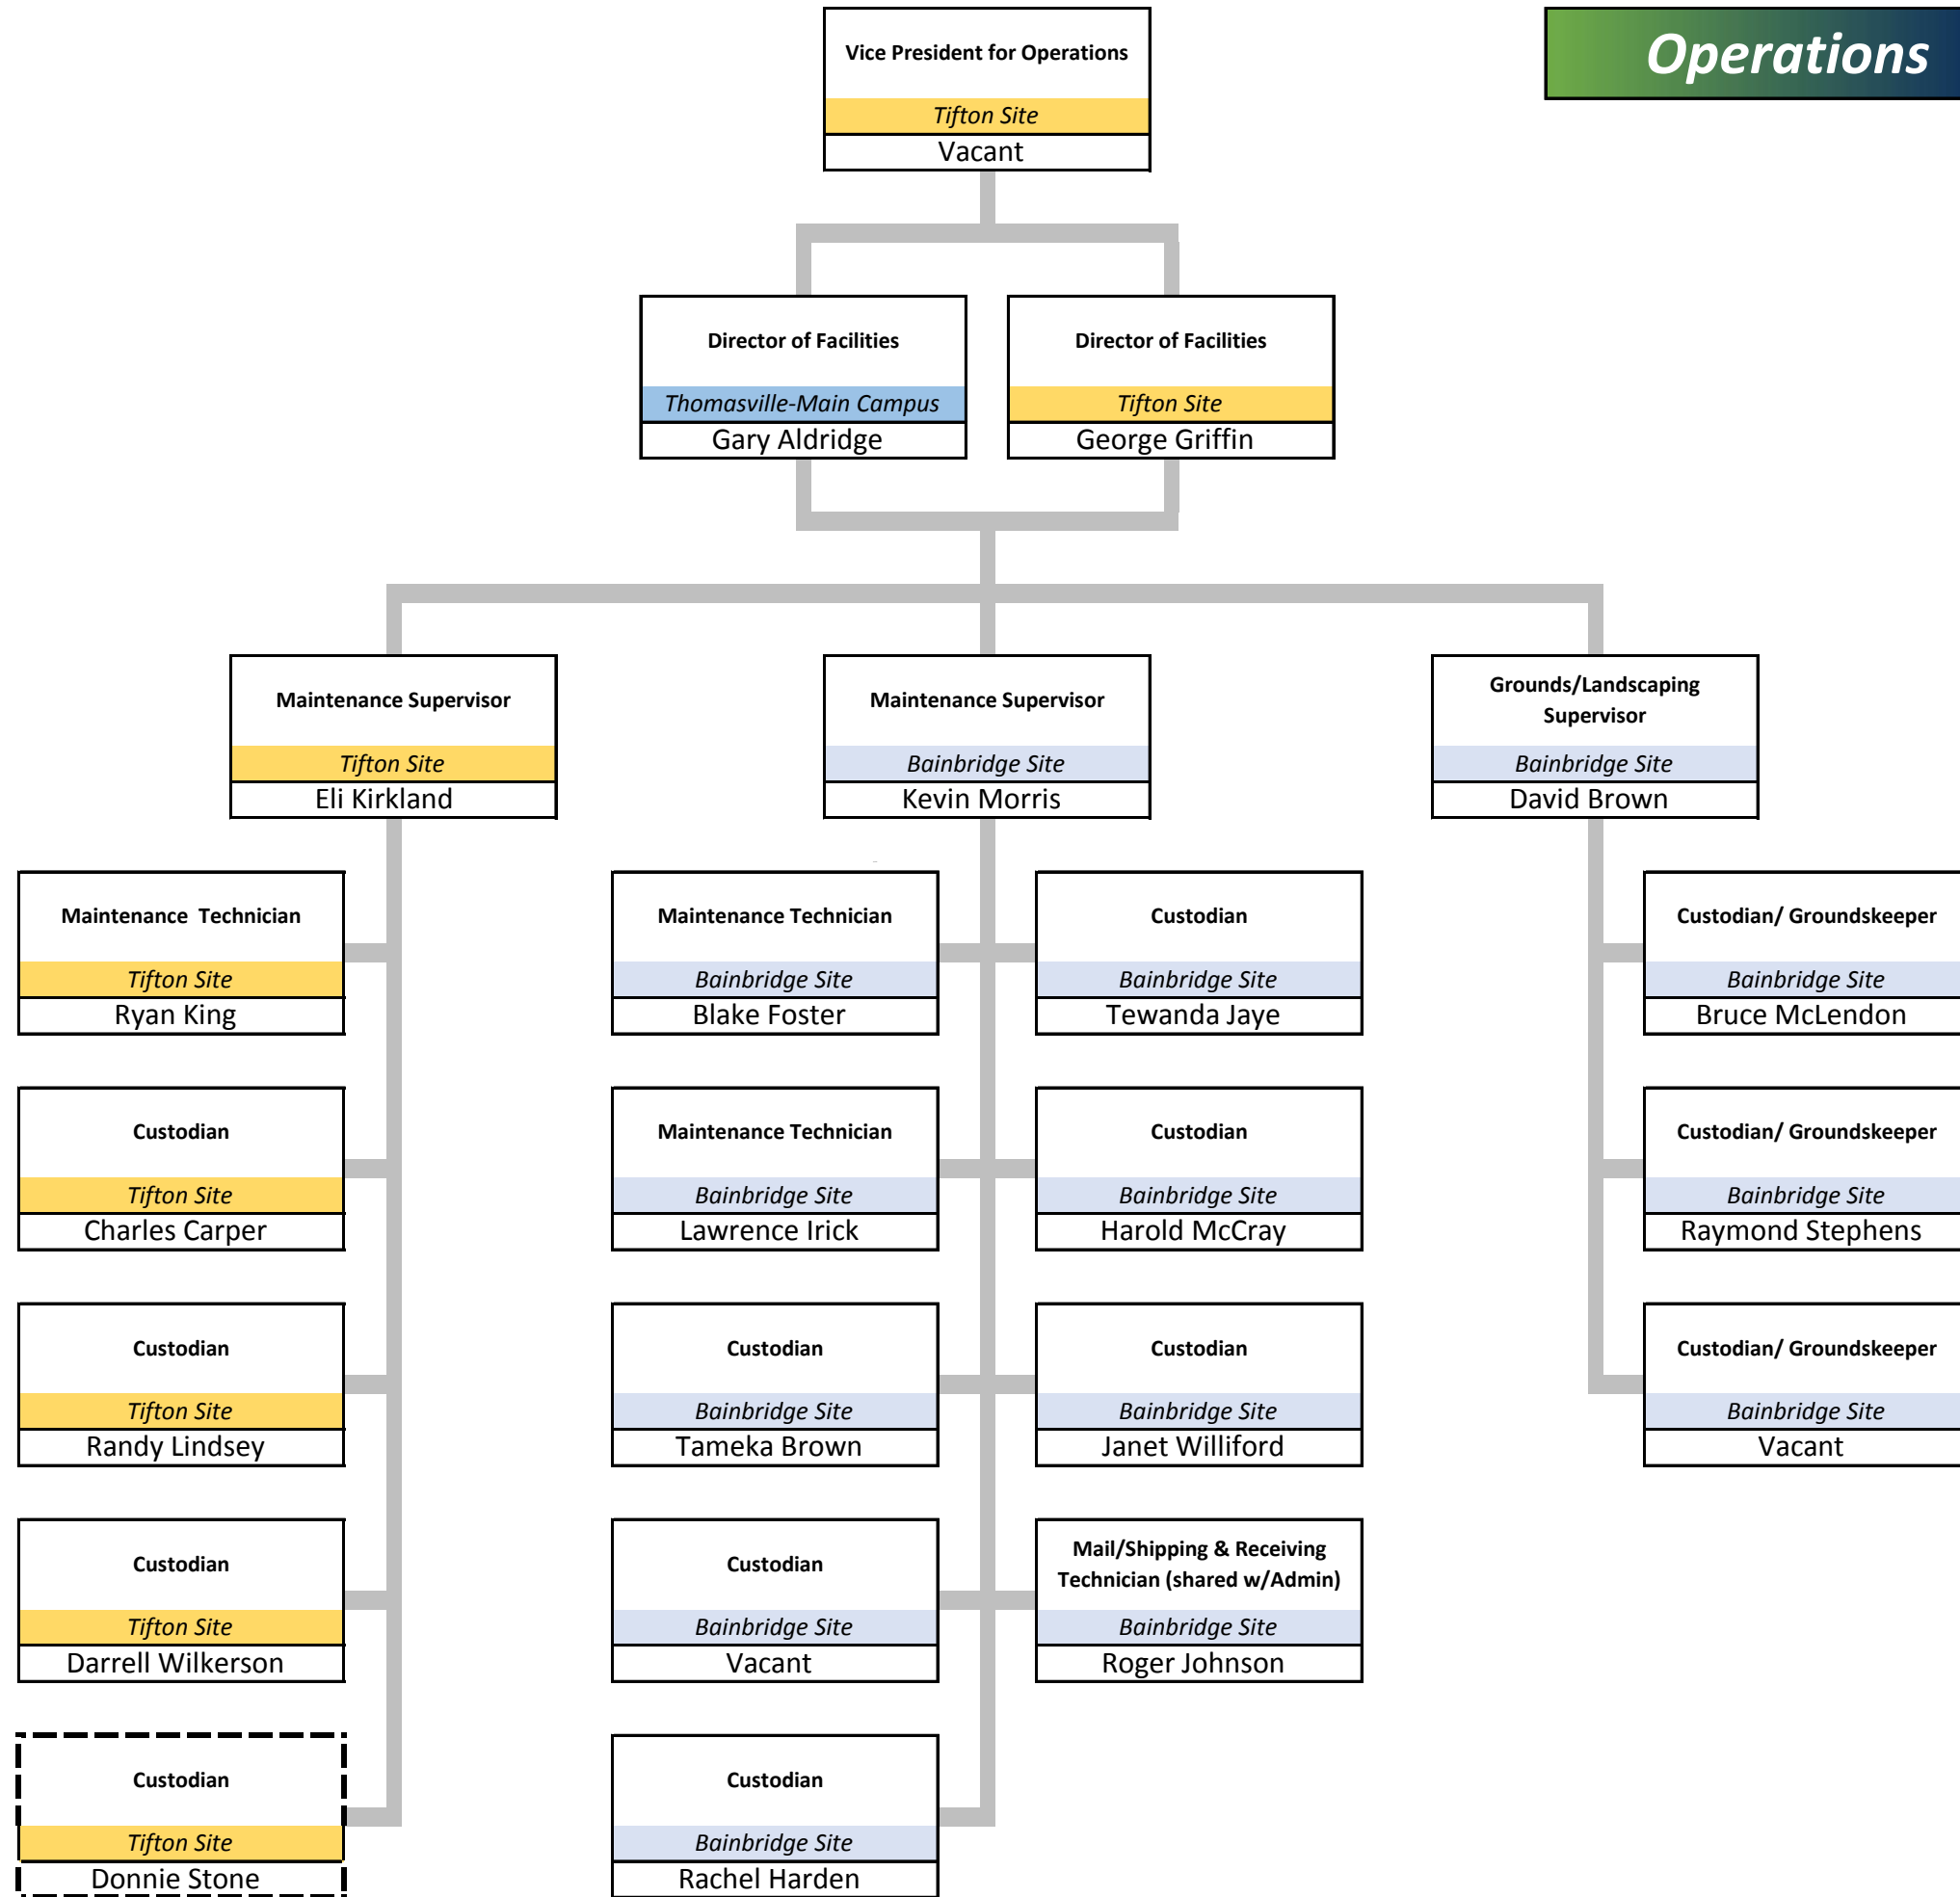 Operations
Vice President for Operations
Tifton Site
Vacant
Director of Facilities
Thomasville-Main Campus
Gary Aldridge
Director of Facilities
Tifton Site
George Griffin
Maintenance Supervisor
Tifton Site
Eli Kirkland
Maintenance Supervisor
Bainbridge Site
Kevin Morris
Grounds/Landscaping
Supervisor
Bainbridge Site
David Brown
Maintenance  Technician
Tifton Site
Ryan King
Maintenance Technician
Bainbridge Site
Blake Foster
Custodian
Bainbridge Site
Tewanda Jaye
Custodian/ Groundskeeper
Bainbridge Site
Bruce McLendon
Custodian
Tifton Site
Charles Carper
Maintenance Technician
Bainbridge Site
Lawrence Irick
Custodian
Bainbridge Site
Harold McCray
Custodian/ Groundskeeper
Bainbridge Site
Raymond Stephens
Custodian
Tifton Site
Randy Lindsey
Custodian
Bainbridge Site
Tameka Brown
Custodian
Bainbridge Site
Janet Williford
Custodian/ Groundskeeper
Bainbridge Site
Vacant
Custodian
Tifton Site
Darrell Wilkerson
Custodian
Bainbridge Site
Vacant
Mail/Shipping & Receiving
Technician (shared w/Admin)
Bainbridge Site
Roger Johnson
Custodian
Tifton Site
Donnie Stone
Custodian
Bainbridge Site
Rachel Harden